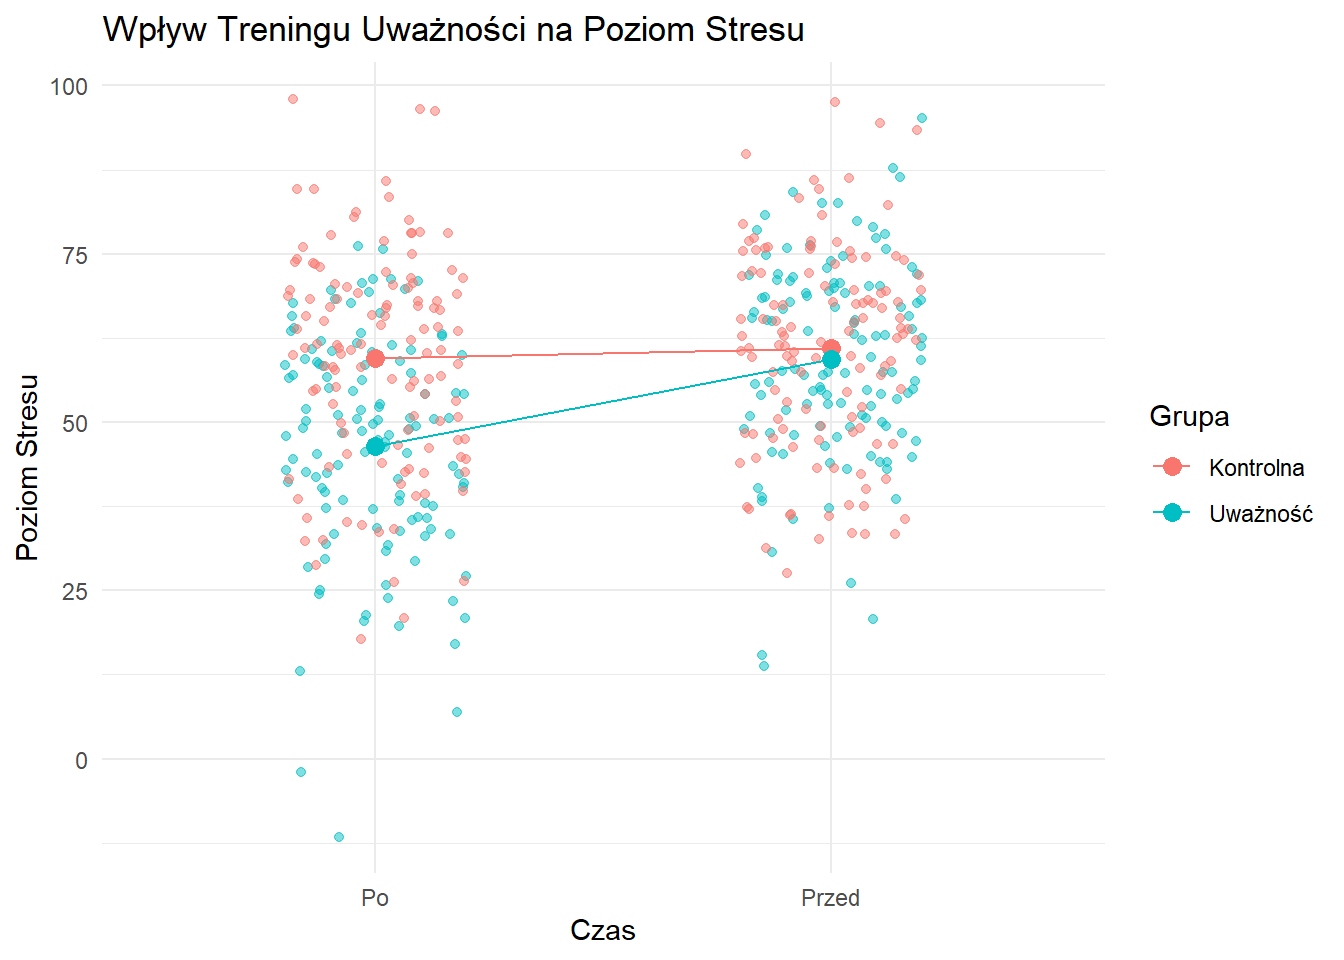 Wpływ Treningu Uważności na Poziom Stresu
Poziom Stresu
100
75
50
25
0
Po
Przed
Czas
Grupa
Kontrolna
Uważność